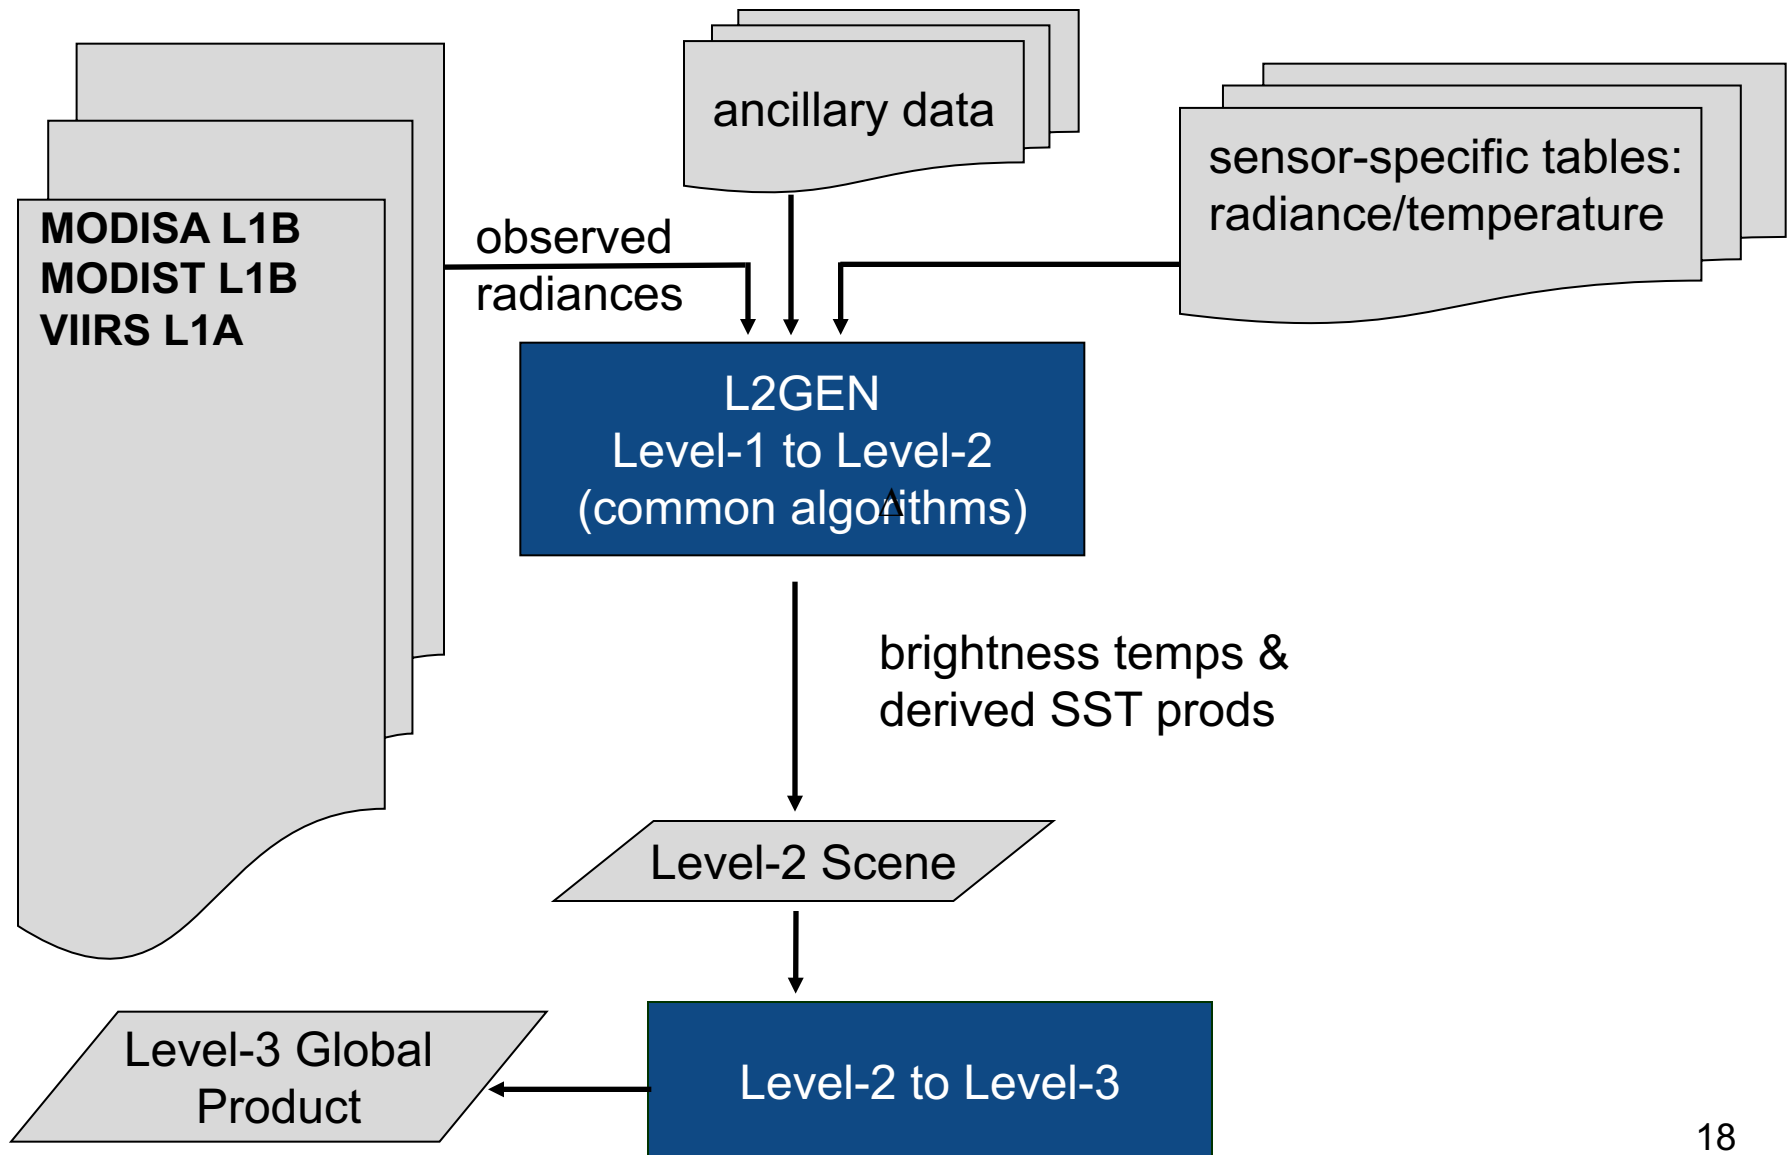 ancillary data
sensor-specific tables:
radiance/temperature
MODISA L1B
MODIST L1B
VIIRS L1A
observed
radiances
L2GEN
Level-1 to Level-2
(common algorithms)
Δ
brightness temps &
derived SST prods
Level-2 Scene
Level-3 Global
Product
Level-2 to Level-3
18